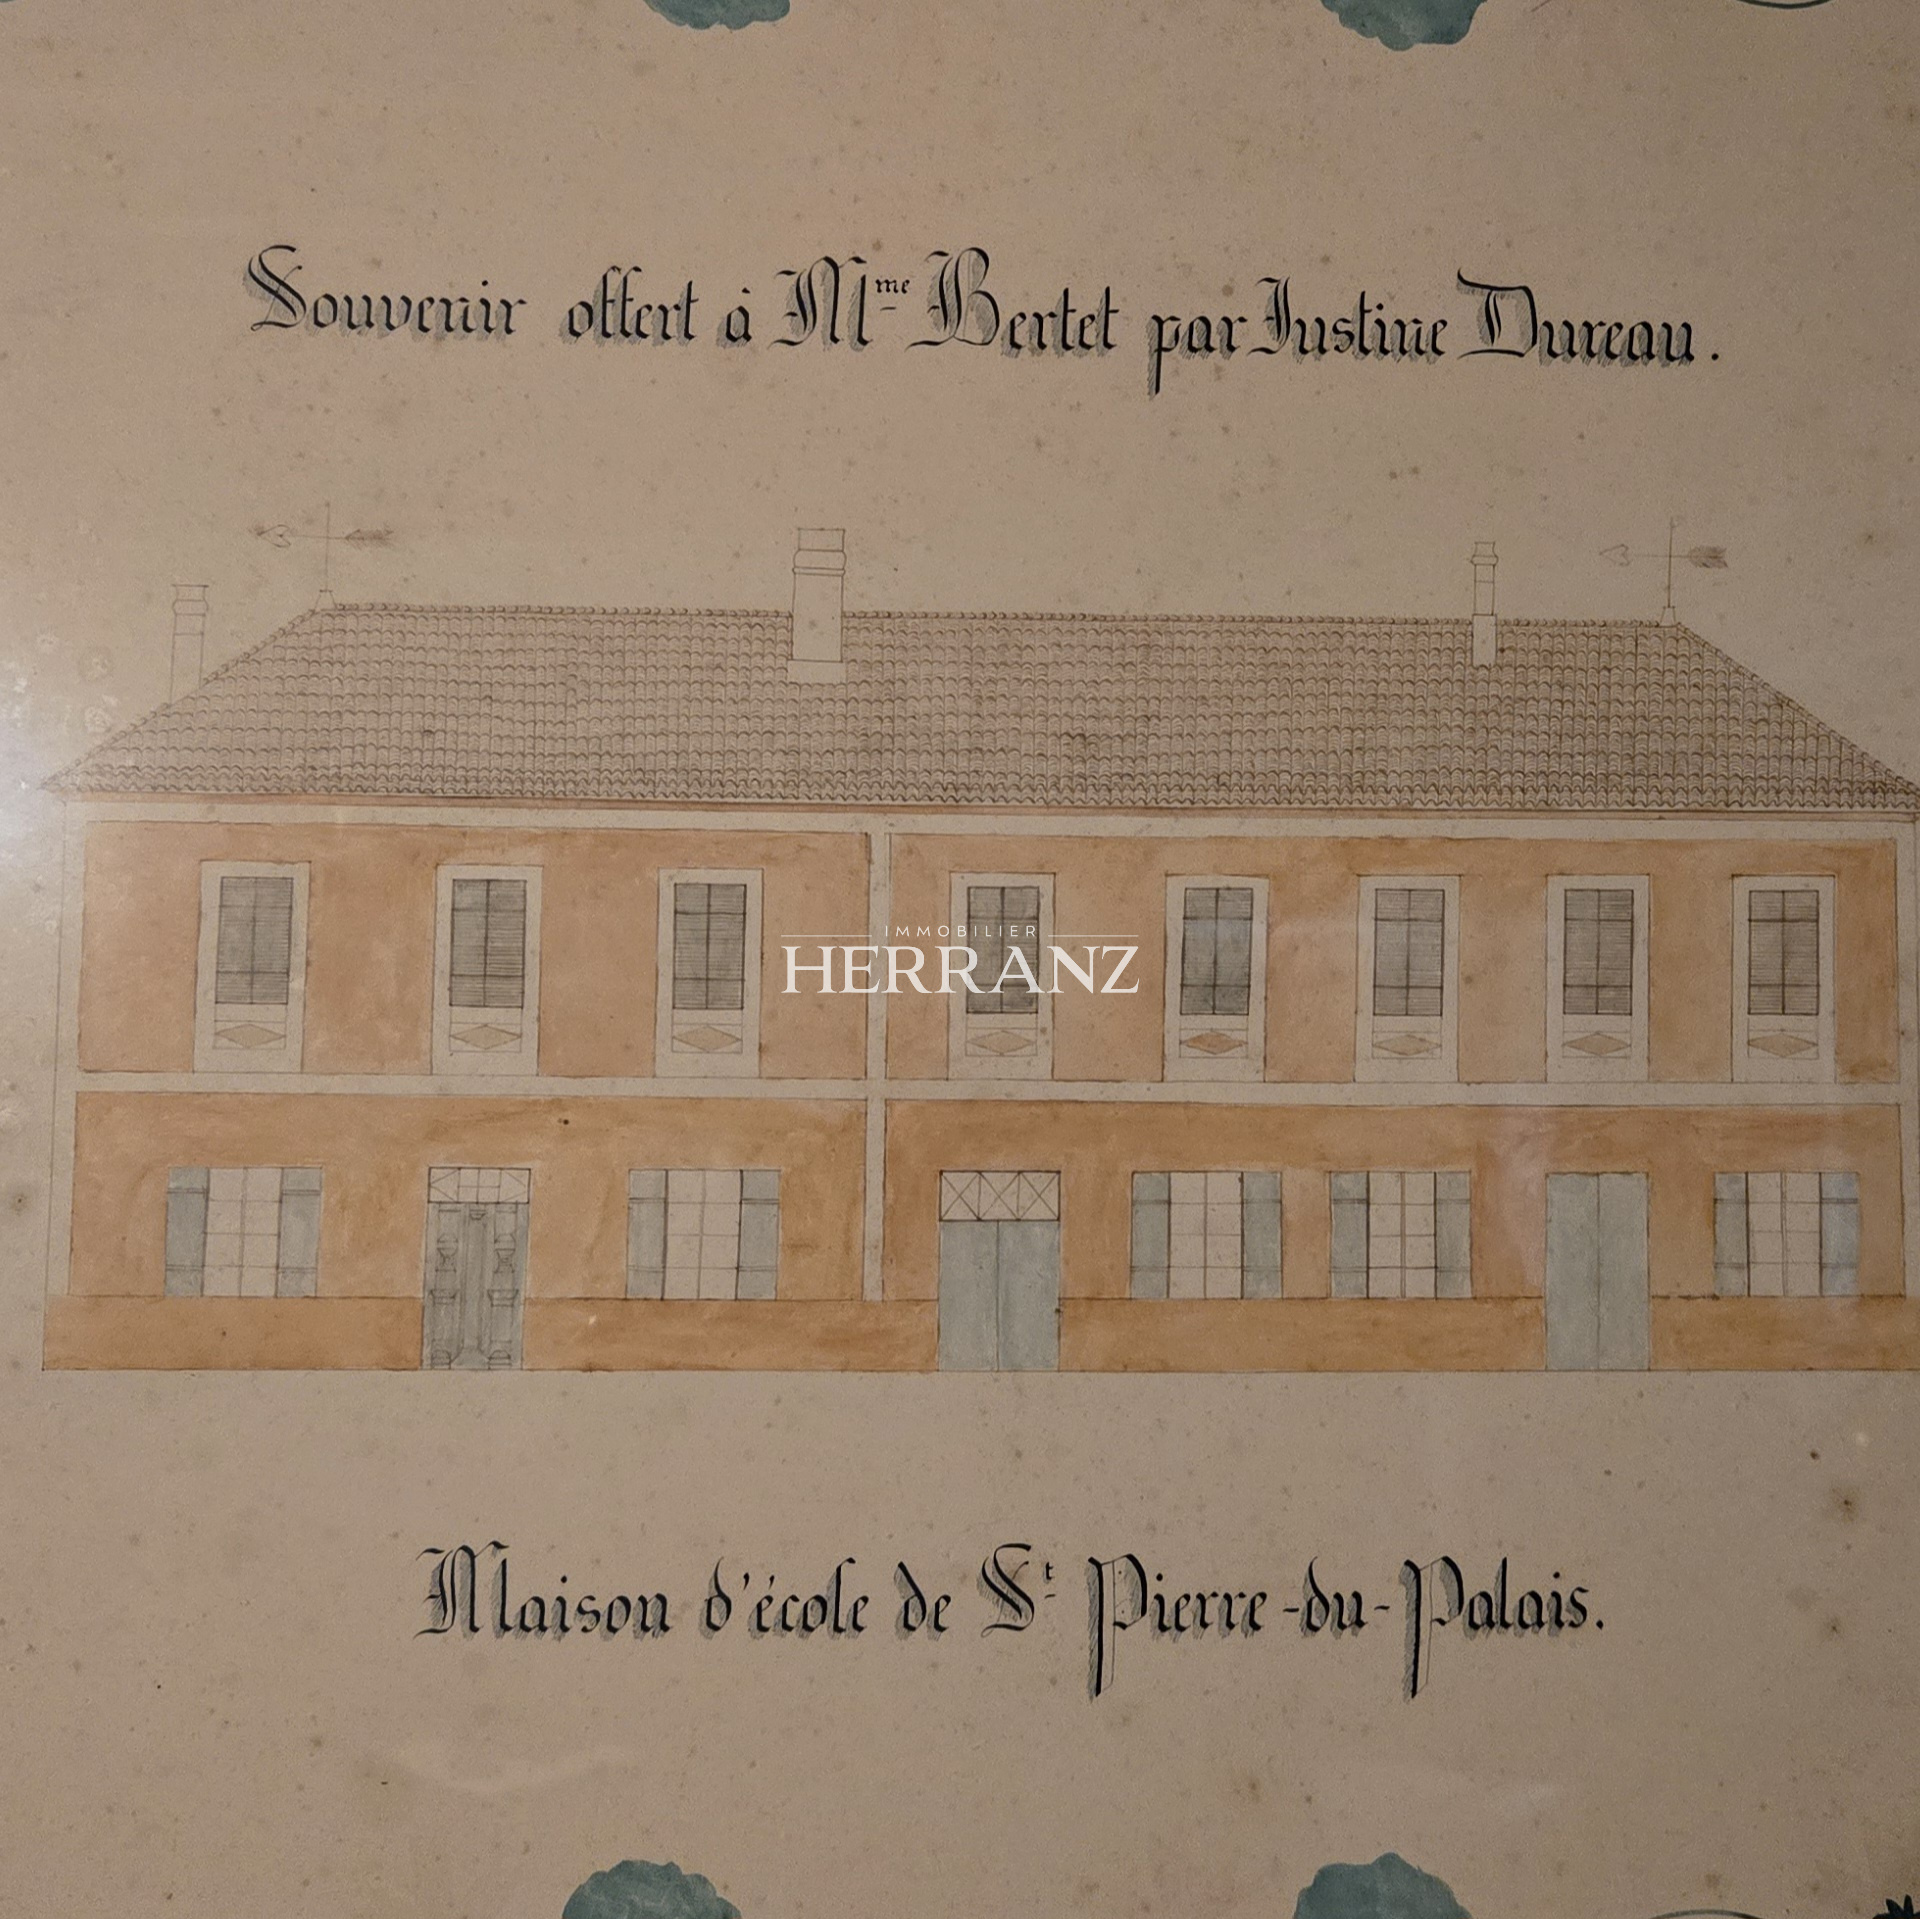 Souvenir offert à Mme Bertet par Justine Dureau.
IMMOBILIER
HERRANZ
Maison d'école de St Pierre-du-Palais.